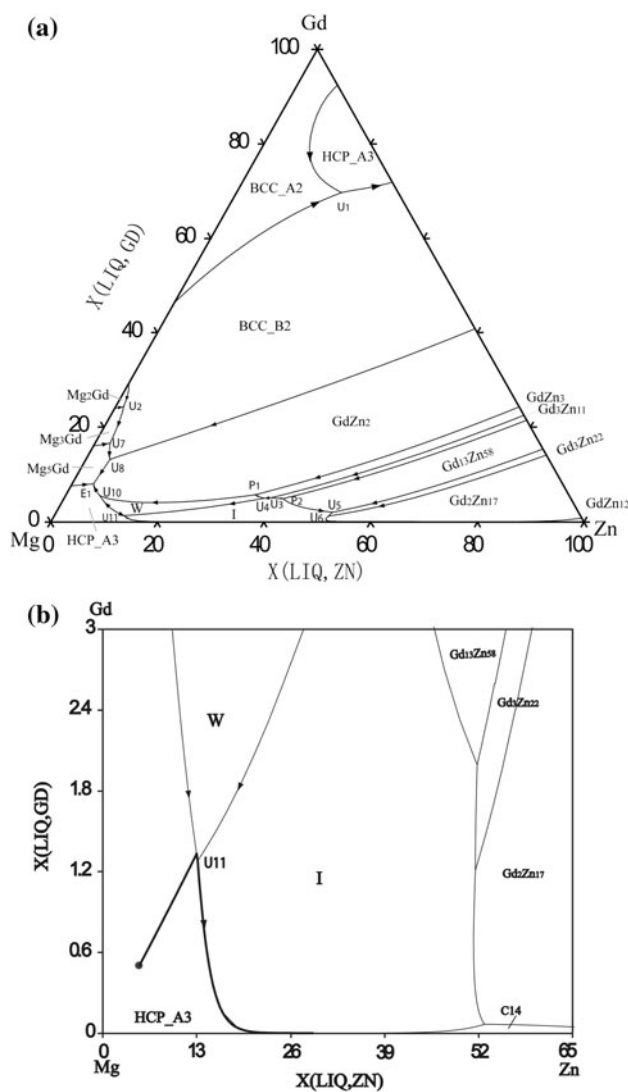 (a)
Gd
100
80
HCP_A3
BCC_A2
U1
60
X(LIQ,GD)
BCC_B2
40
Mg2Gd
U2
GdZn3
Gd3Zn11
20
Mg3Gd
U7
GdZn2
Gd13Zn58
Gd3Zn22
Mg5Gd
U8
E1
U10
P1
U4
U3
P2
U5
Gd2Zn17
GdZn12
W
I
U11
U6
0
HCP_A3
Mg
Zn
0
20
40
60
80
100
X(LIQ,ZN)
(b)
Gd
3
Gd13Zn58
2.4
W
Gd3Zn22
1.8
X(LIQ,GD)
U11
1.2
I
Gd2Zn17
0.6
HCP_A3
C14
0
0
13
26
39
52
65
Mg
X(LIQ,ZN)
Zn